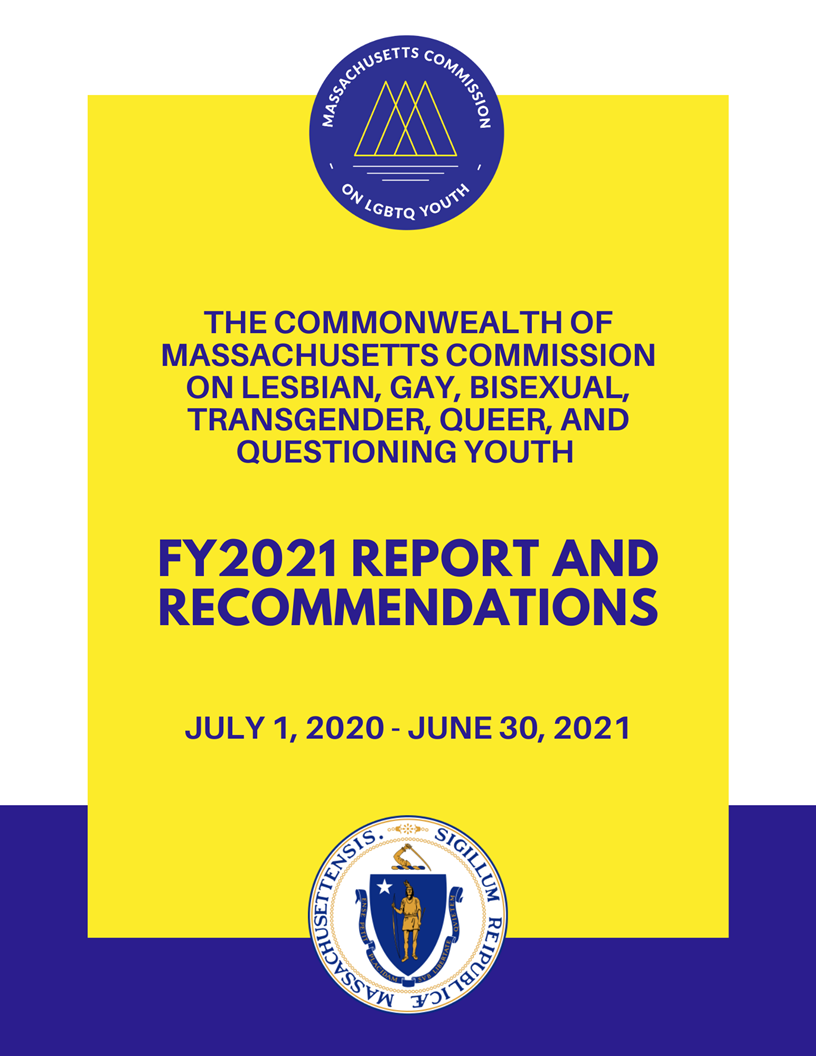 MASSACHUSETTS COMMISSION
- ON LGBTQ YOUTH -
THE COMMONWEALTH OF
MASSACHUSETTS COMMISSION
ON LESBIAN, GAY, BISEXUAL,
TRANSGENDER, QUEER, AND
QUESTIONING YOUTH
FY2021 REPORT AND
RECOMMENDATIONS
JULY 1, 2020 - JUNE 30, 2021
SIGILLUM REIPUBLICÆ MASSACHUSETTENSIS.